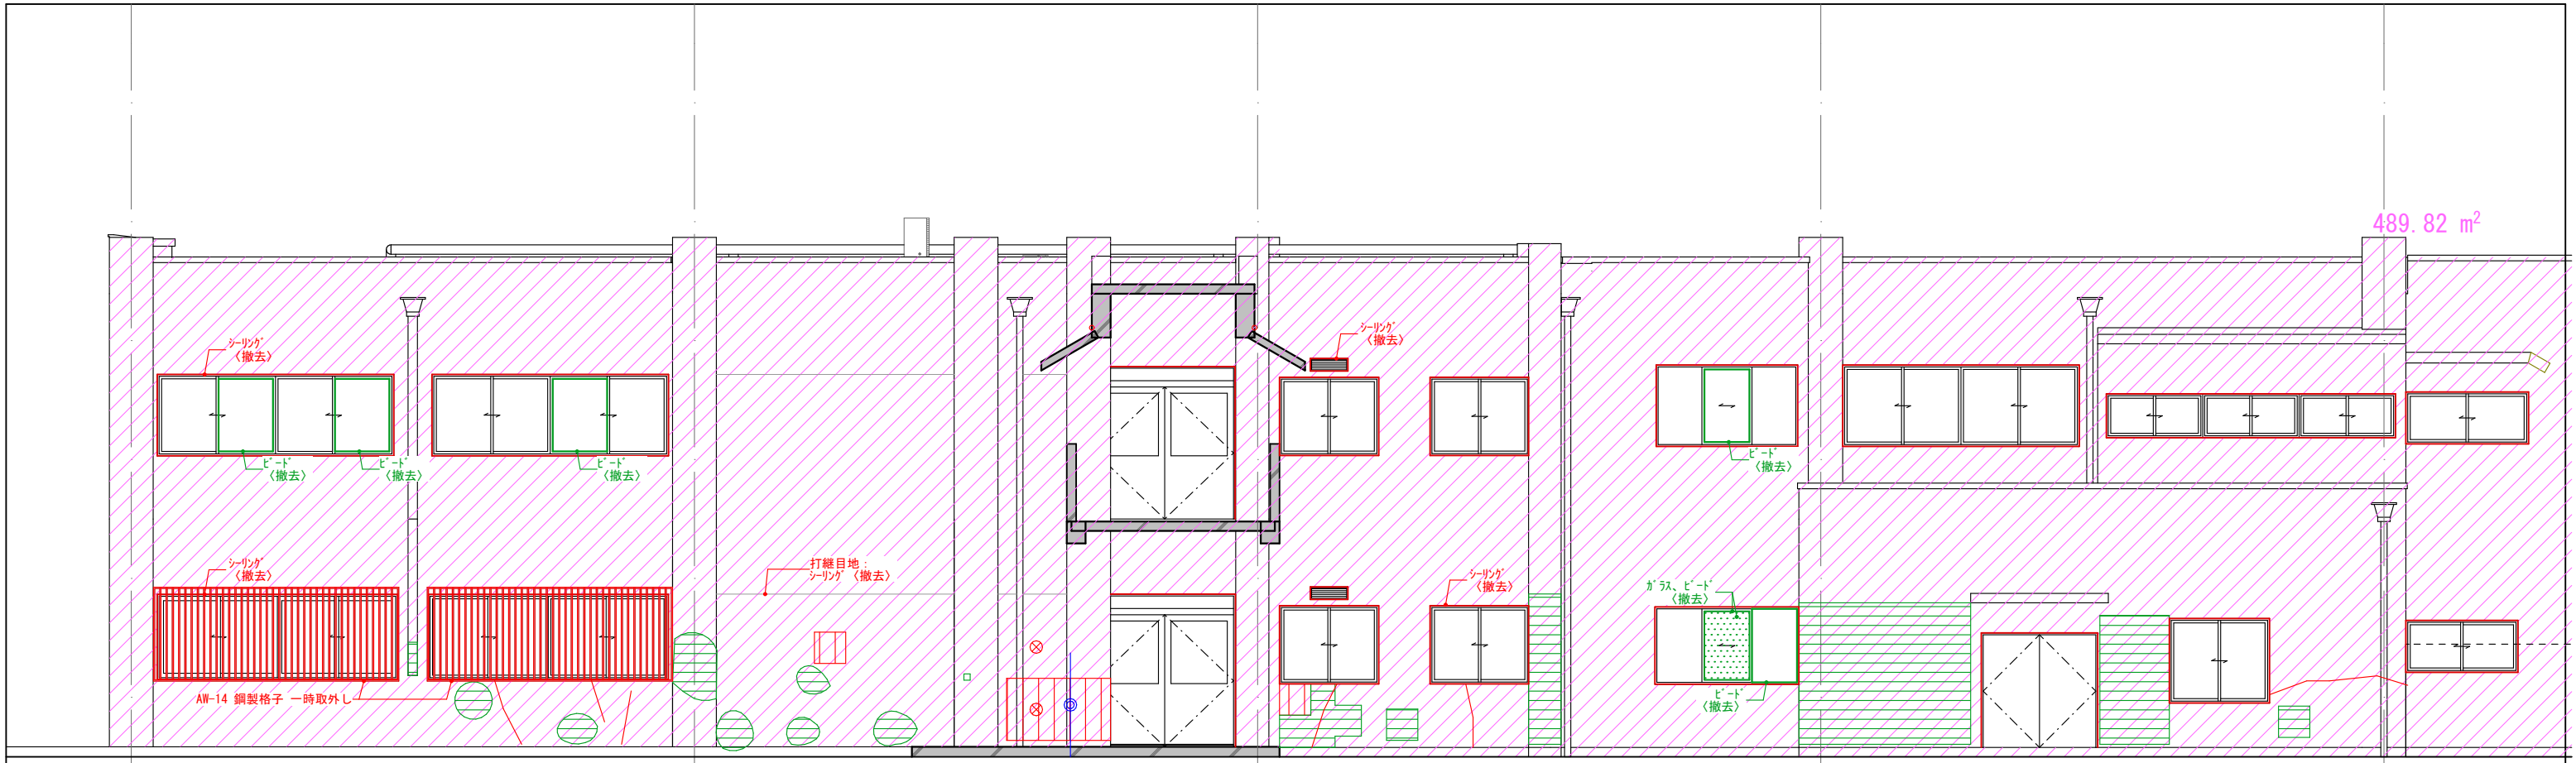 489.82 m²
シーリング
〈撤去〉
シーリング
〈撤去〉
ビード
〈撤去〉
ビード
〈撤去〉
ビード
〈撤去〉
ビード
〈撤去〉
シーリング
〈撤去〉
打継目地：
シーリング〈撤去〉
シーリング
〈撤去〉
ガラス、ビード
〈撤去〉
AW-14 鋼製格子 一時取外し
ビード
〈撤去〉